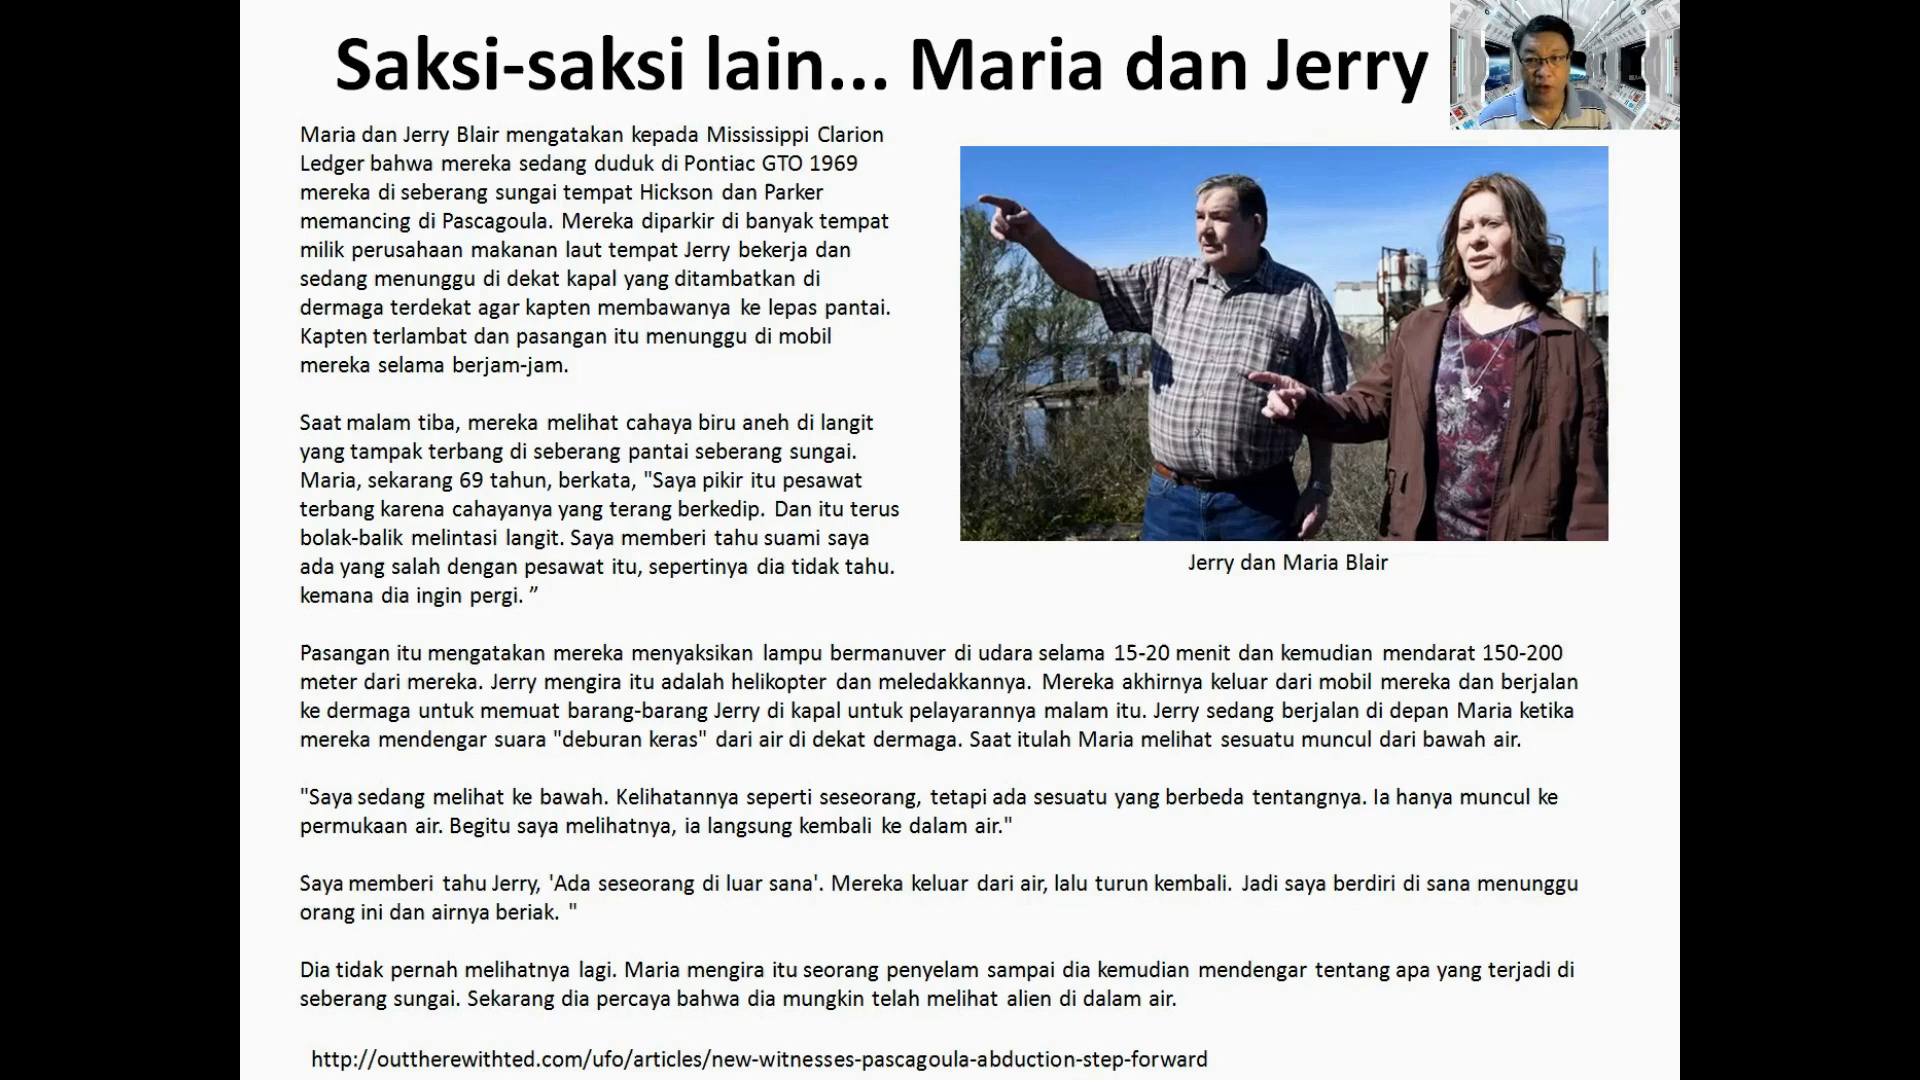 Saksi-saksi lain... Maria dan Jerry
Maria dan Jerry Blair mengatakan kepada Mississippi Clarion
Ledger bahwa mereka sedang duduk di Pontiac GTO 1969
mereka di seberang sungai tempat Hickson dan Parker
memancing di Pascagoula. Mereka diparkir di banyak tempat
milik perusahaan makanan laut tempat Jerry bekerja dan
sedang menunggu di dekat kapal yang ditambatkan di
dermaga terdekat agar kapten membawanya ke lepas pantai.
Kapten terlambat dan pasangan itu menunggu di mobil
mereka selama berjam-jam.
Saat malam tiba, mereka melihat cahaya biru aneh di langit
yang tampak terbang di seberang pantai seberang sungai.
Maria, sekarang 69 tahun, berkata, "Saya pikir itu pesawat
terbang karena cahayanya yang terang berkedip. Dan itu terus
bolak-balik melintasi langit. Saya memberi tahu suami saya
ada yang salah dengan pesawat itu, sepertinya dia tidak tahu.
kemana dia ingin pergi. ”
Jerry dan Maria Blair
Pasangan itu mengatakan mereka menyaksikan lampu bermanuver di udara selama 15-20 menit dan kemudian mendarat 150-200
meter dari mereka. Jerry mengira itu adalah helikopter dan meledakkannya. Mereka akhirnya keluar dari mobil mereka dan berjalan
ke dermaga untuk memuat barang-barang Jerry di kapal untuk pelayarannya malam itu. Jerry sedang berjalan di depan Maria ketika
mereka mendengar suara "deburan keras" dari air di dekat dermaga. Saat itulah Maria melihat sesuatu muncul dari bawah air.
"Saya sedang melihat ke bawah. Kelihatannya seperti seseorang, tetapi ada sesuatu yang berbeda tentangnya. Ia hanya muncul ke
permukaan air. Begitu saya melihatnya, ia langsung kembali ke dalam air."
Saya memberi tahu Jerry, 'Ada seseorang di luar sana'. Mereka keluar dari air, lalu turun kembali. Jadi saya berdiri di sana menunggu
orang ini dan airnya beriak. "
Dia tidak pernah melihatnya lagi. Maria mengira itu seorang penyelam sampai dia kemudian mendengar tentang apa yang terjadi di
seberang sungai. Sekarang dia percaya bahwa dia mungkin telah melihat alien di dalam air.
http://outtherewithted.com/ufo/articles/new-witnesses-pascagoula-abduction-step-forward